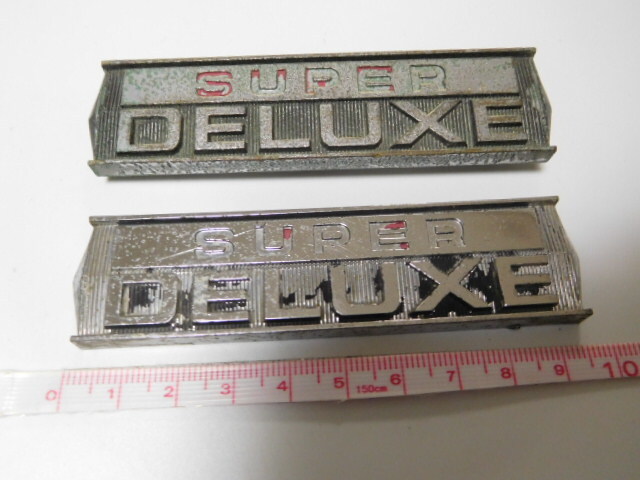 SUPER
DELUXE
SUPER
DELUXE
0 1 2 3 4 5 150cm 6 7 8 9 10